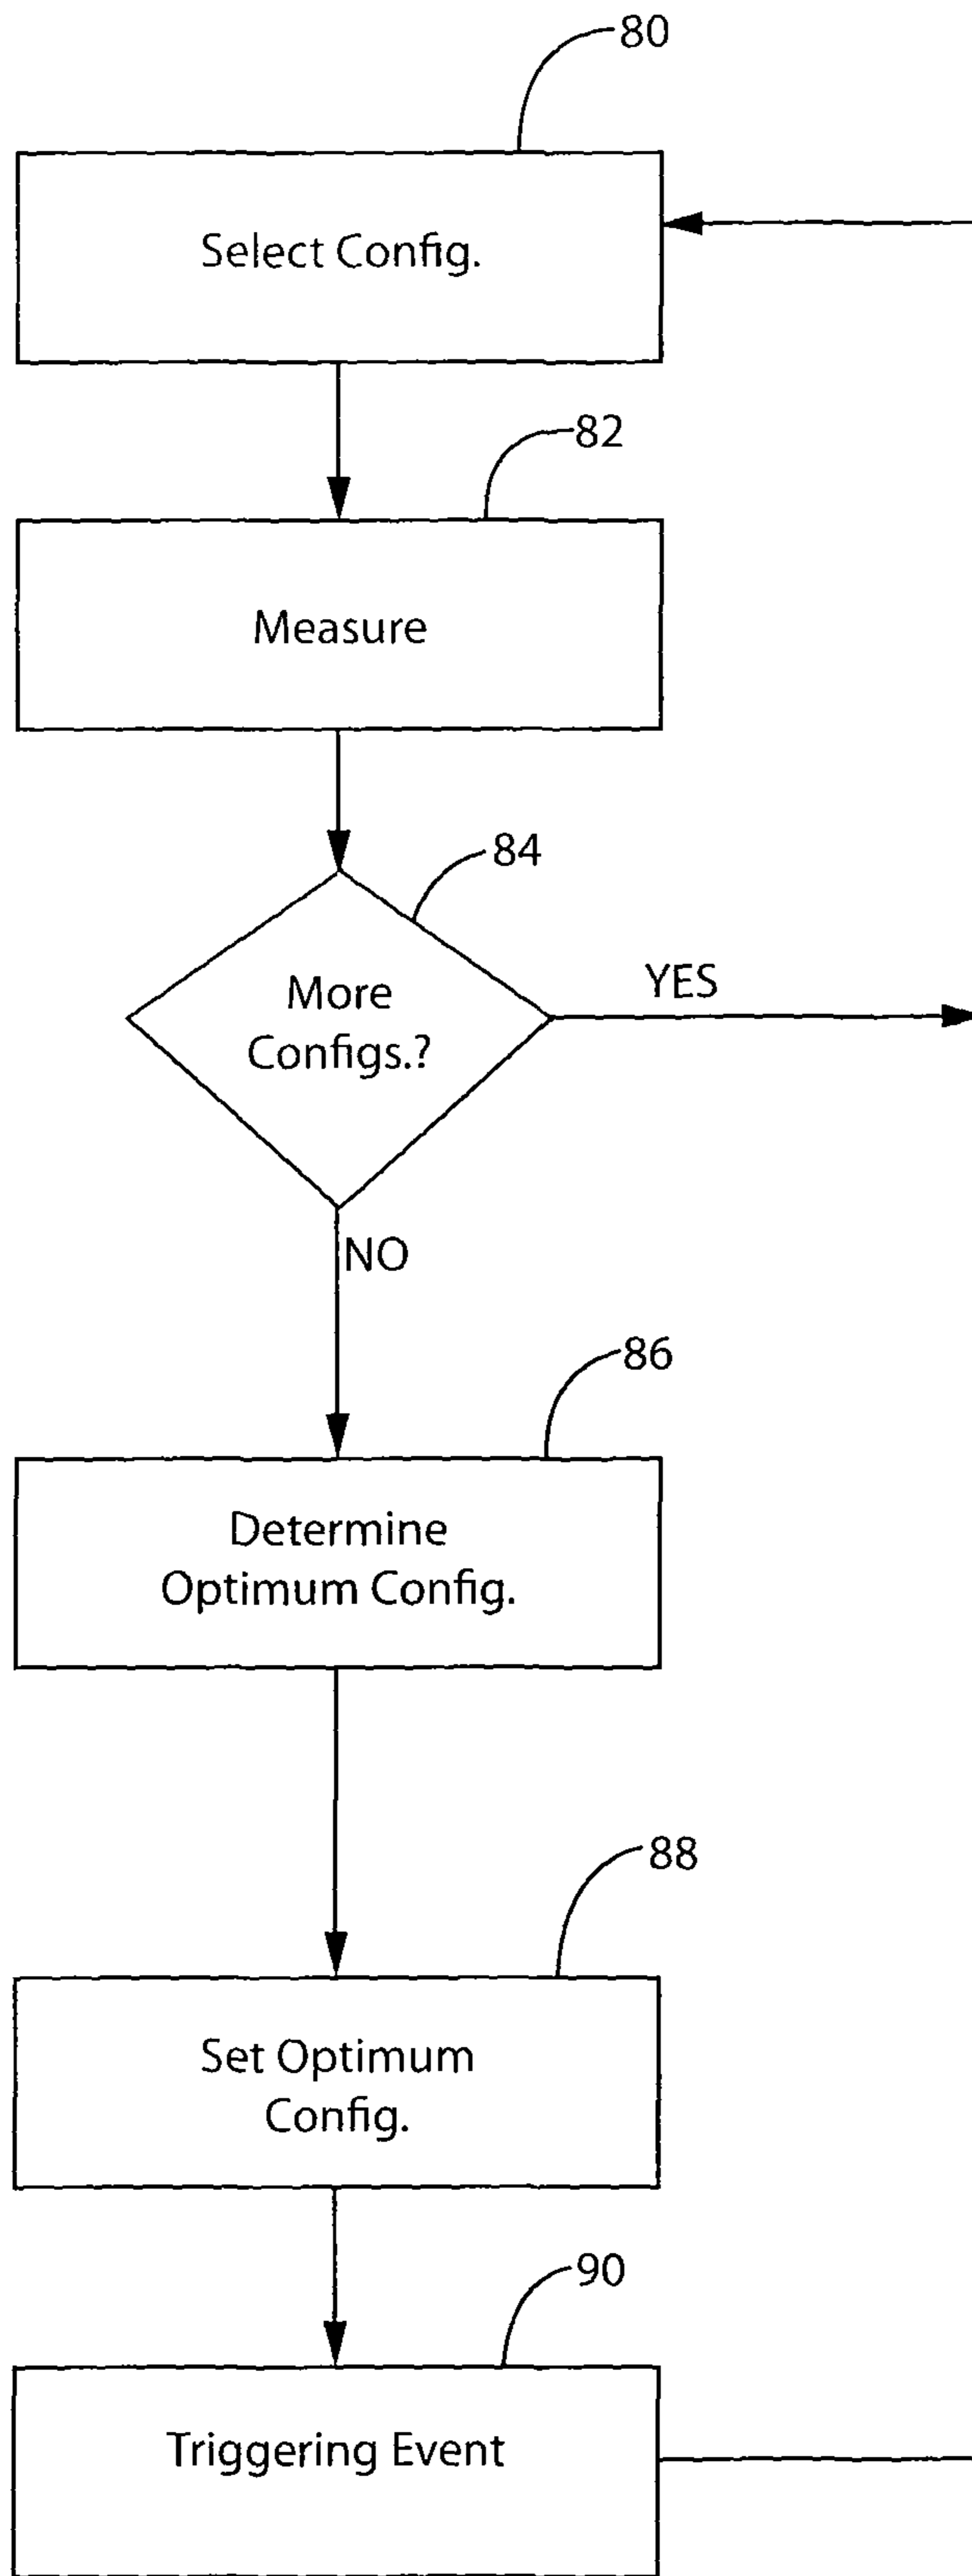 80
Select Config.
82
Measure
84
More
Configs.?
YES
NO
86
Determine
Optimum Config.
88
Set Optimum
Config.
90
Triggering Event